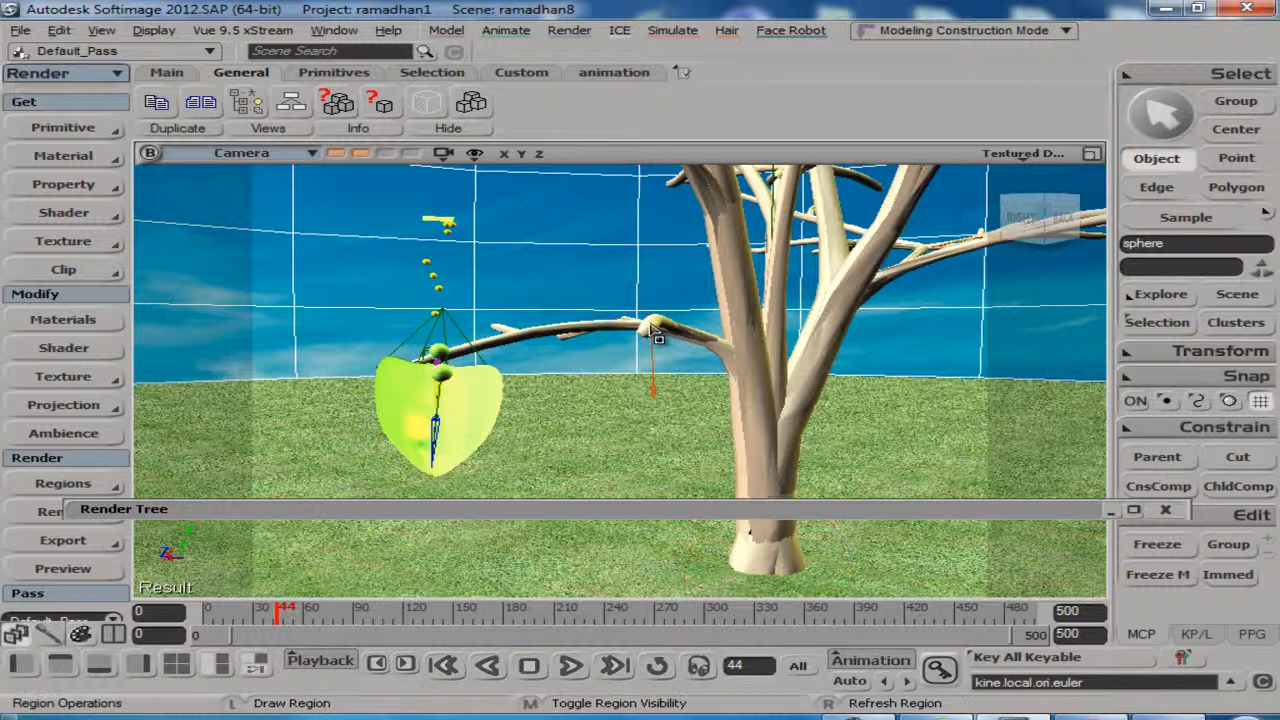 Autodesk Softimage 2012.SAP (64-bit) Project: ramadhan1 Scene: ramadhan8
File Edit View Display Vue 9.5 xStream Window Help Model Animate Render ICE Simulate Hair Face Robot Modeling Construction Mode
Default_Pass Scene Search
Render Main General Primitives Selection Custom animation Select
Get
Duplicate Views Info Hide
Group
Center
Primitive
Material
Property
Shader
Texture
Clip
Modify
Materials
Shader
Texture
Projection
Ambience
Render
Regions
Ren
Export
Preview
Pass
Default_Pass
B Camera X Y Z Textured D...
RIGHT BACK
Object Point
Edge Polygon
Sample
sphere
Explore Scene
Selection Clusters
Transform
Snap
ON
Constrain
Parent Cut
CnsComp ChldComp
Edit
Freeze Group
Freeze M Immed
Render Tree
Result
0 0 30 44 60 90 120 150 180 210 240 270 300 330 360 390 420 450 480 500
0 0 500 500
MCP KP/L PPG
Playback 44 All Animation Key All Keyable
Auto kine.local.ori.euler
Region Operations L Draw Region M Toggle Region Visibility R Refresh Region